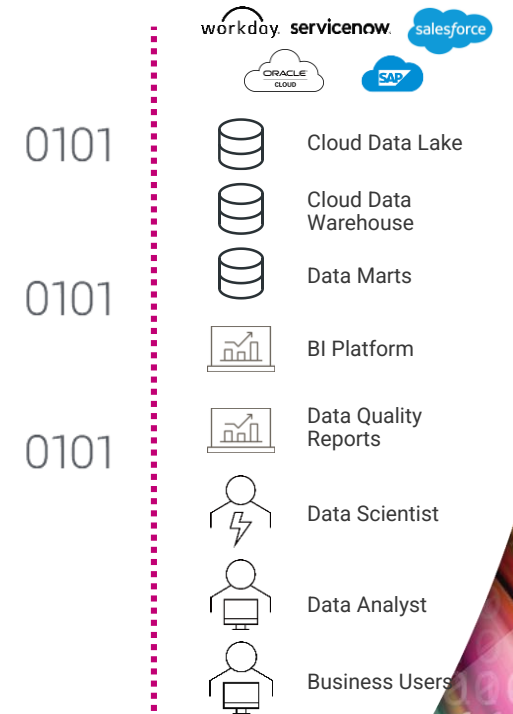 workday. servicenow. salesforce
ORACLE
CLOUD
SAP
0101
Cloud Data Lake
Cloud Data
Warehouse
Data Marts
0101
BI Platform
Data Quality
Reports
0101
Data Scientist
Data Analyst
Business Users